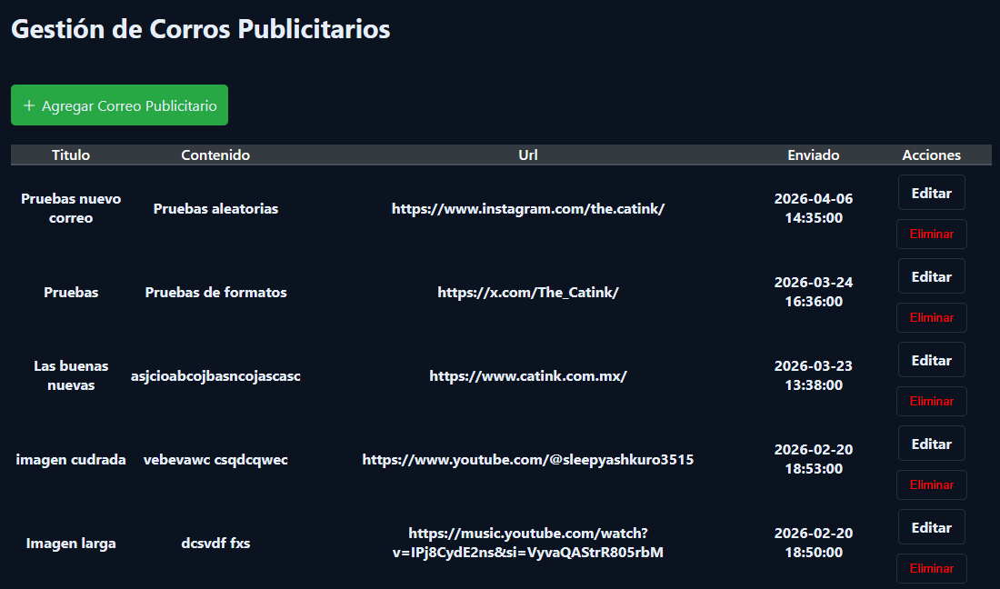 Gestión de Corros Publicitarios
+ Agregar Correo Publicitario
Titulo Contenido Url Enviado Acciones
Pruebas nuevo
correo
Pruebas aleatorias
https://www.instagram.com/the.catink/
2026-04-06
14:35:00
Editar
Eliminar
Pruebas
Pruebas de formatos
https://x.com/The_Catink/
2026-03-24
16:36:00
Editar
Eliminar
Las buenas
nuevas
asjcioabcojbasncojascasc
https://www.catink.com.mx/
2026-03-23
13:38:00
Editar
Eliminar
imagen cudrada
vebevawc csqdcqwec
https://www.youtube.com/@sleepyashkuro3515
2026-02-20
18:53:00
Editar
Eliminar
Imagen larga
dcsvdf fxs
https://music.youtube.com/watch?
v=IPj8CydE2ns&si=VyvaQAStrR805rbM
2026-02-20
18:50:00
Editar
Eliminar